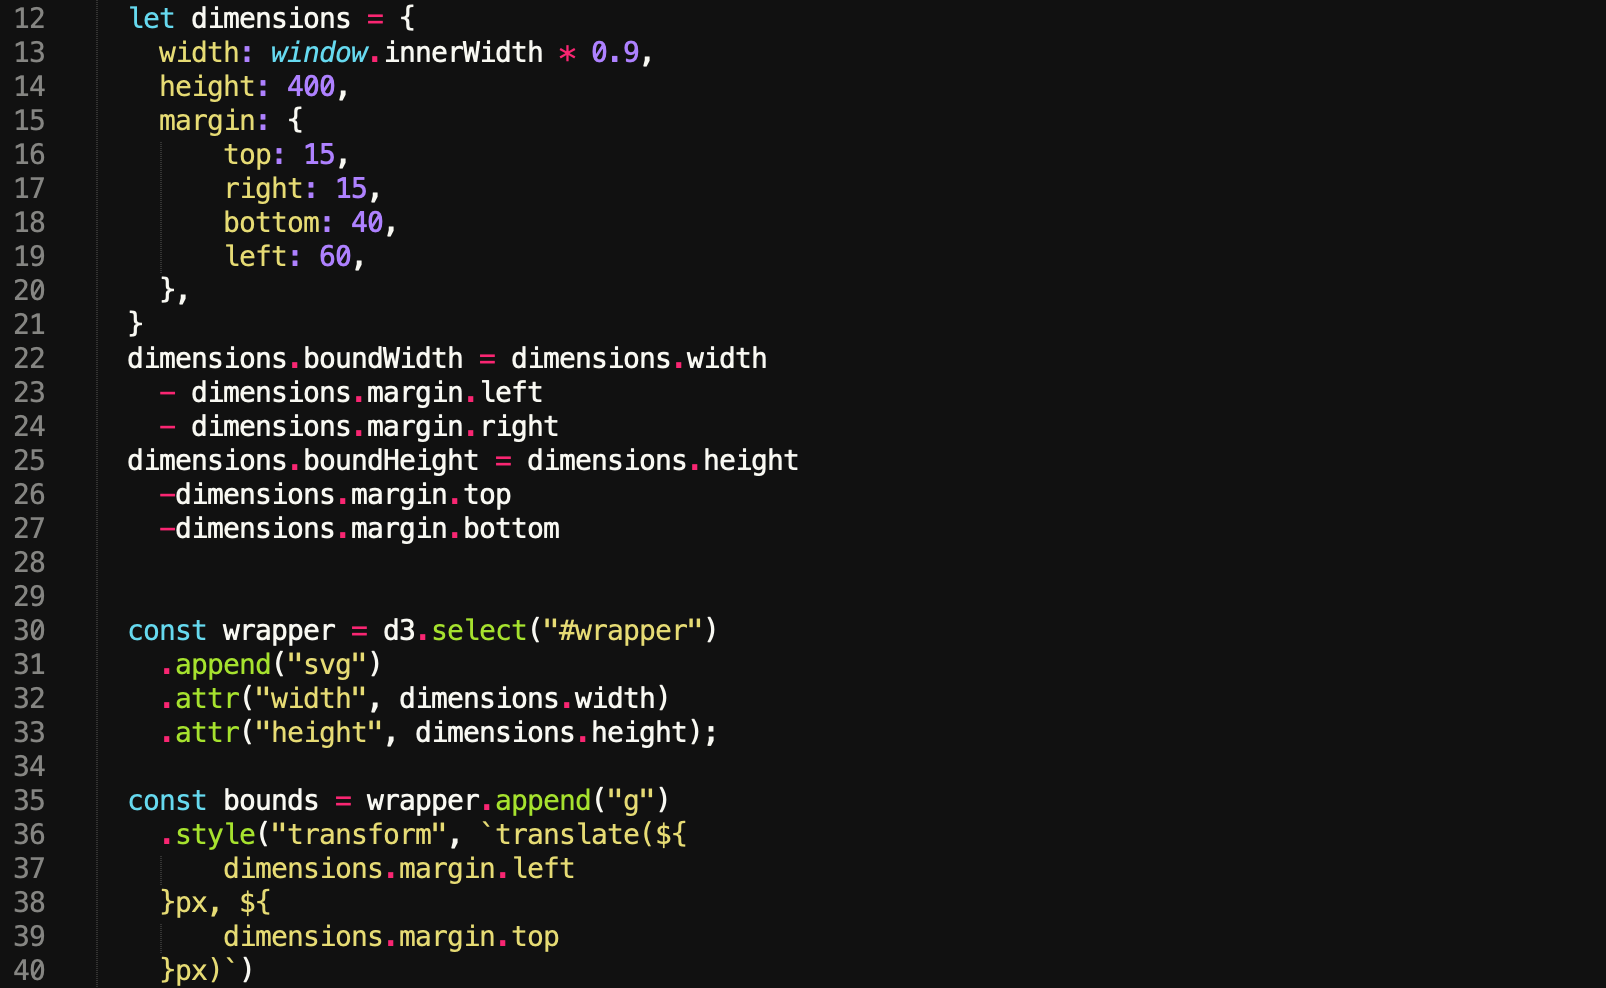 12 let dimensions = {
13 width: window.innerWidth * 0.9,
14 height: 400,
15 margin: {
16 top: 15,
17 right: 15,
18 bottom: 40,
19 left: 60,
20 },
21 }
22 dimensions.boundWidth = dimensions.width
23 - dimensions.margin.left
24 - dimensions.margin.right
25 dimensions.boundHeight = dimensions.height
26 -dimensions.margin.top
27 -dimensions.margin.bottom
28
29
30 const wrapper = d3.select("#wrapper")
31 .append("svg")
32 .attr("width", dimensions.width)
33 .attr("height", dimensions.height);
34
35 const bounds = wrapper.append("g")
36 .style("transform", `translate(${
37 dimensions.margin.left
38 }px, ${
39 dimensions.margin.top
40 }px)`)